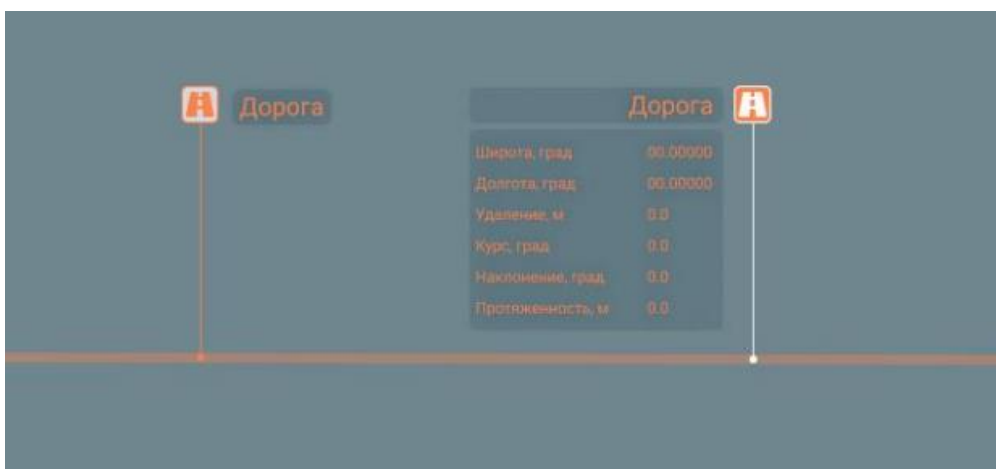 Дорога
Дорога
Широта, град 00.00000
Долгота, град 00.00000
Удаление, м 0.0
Курс, град 0.0
Наклонение, град 0.0
Протяженность, м 0.0